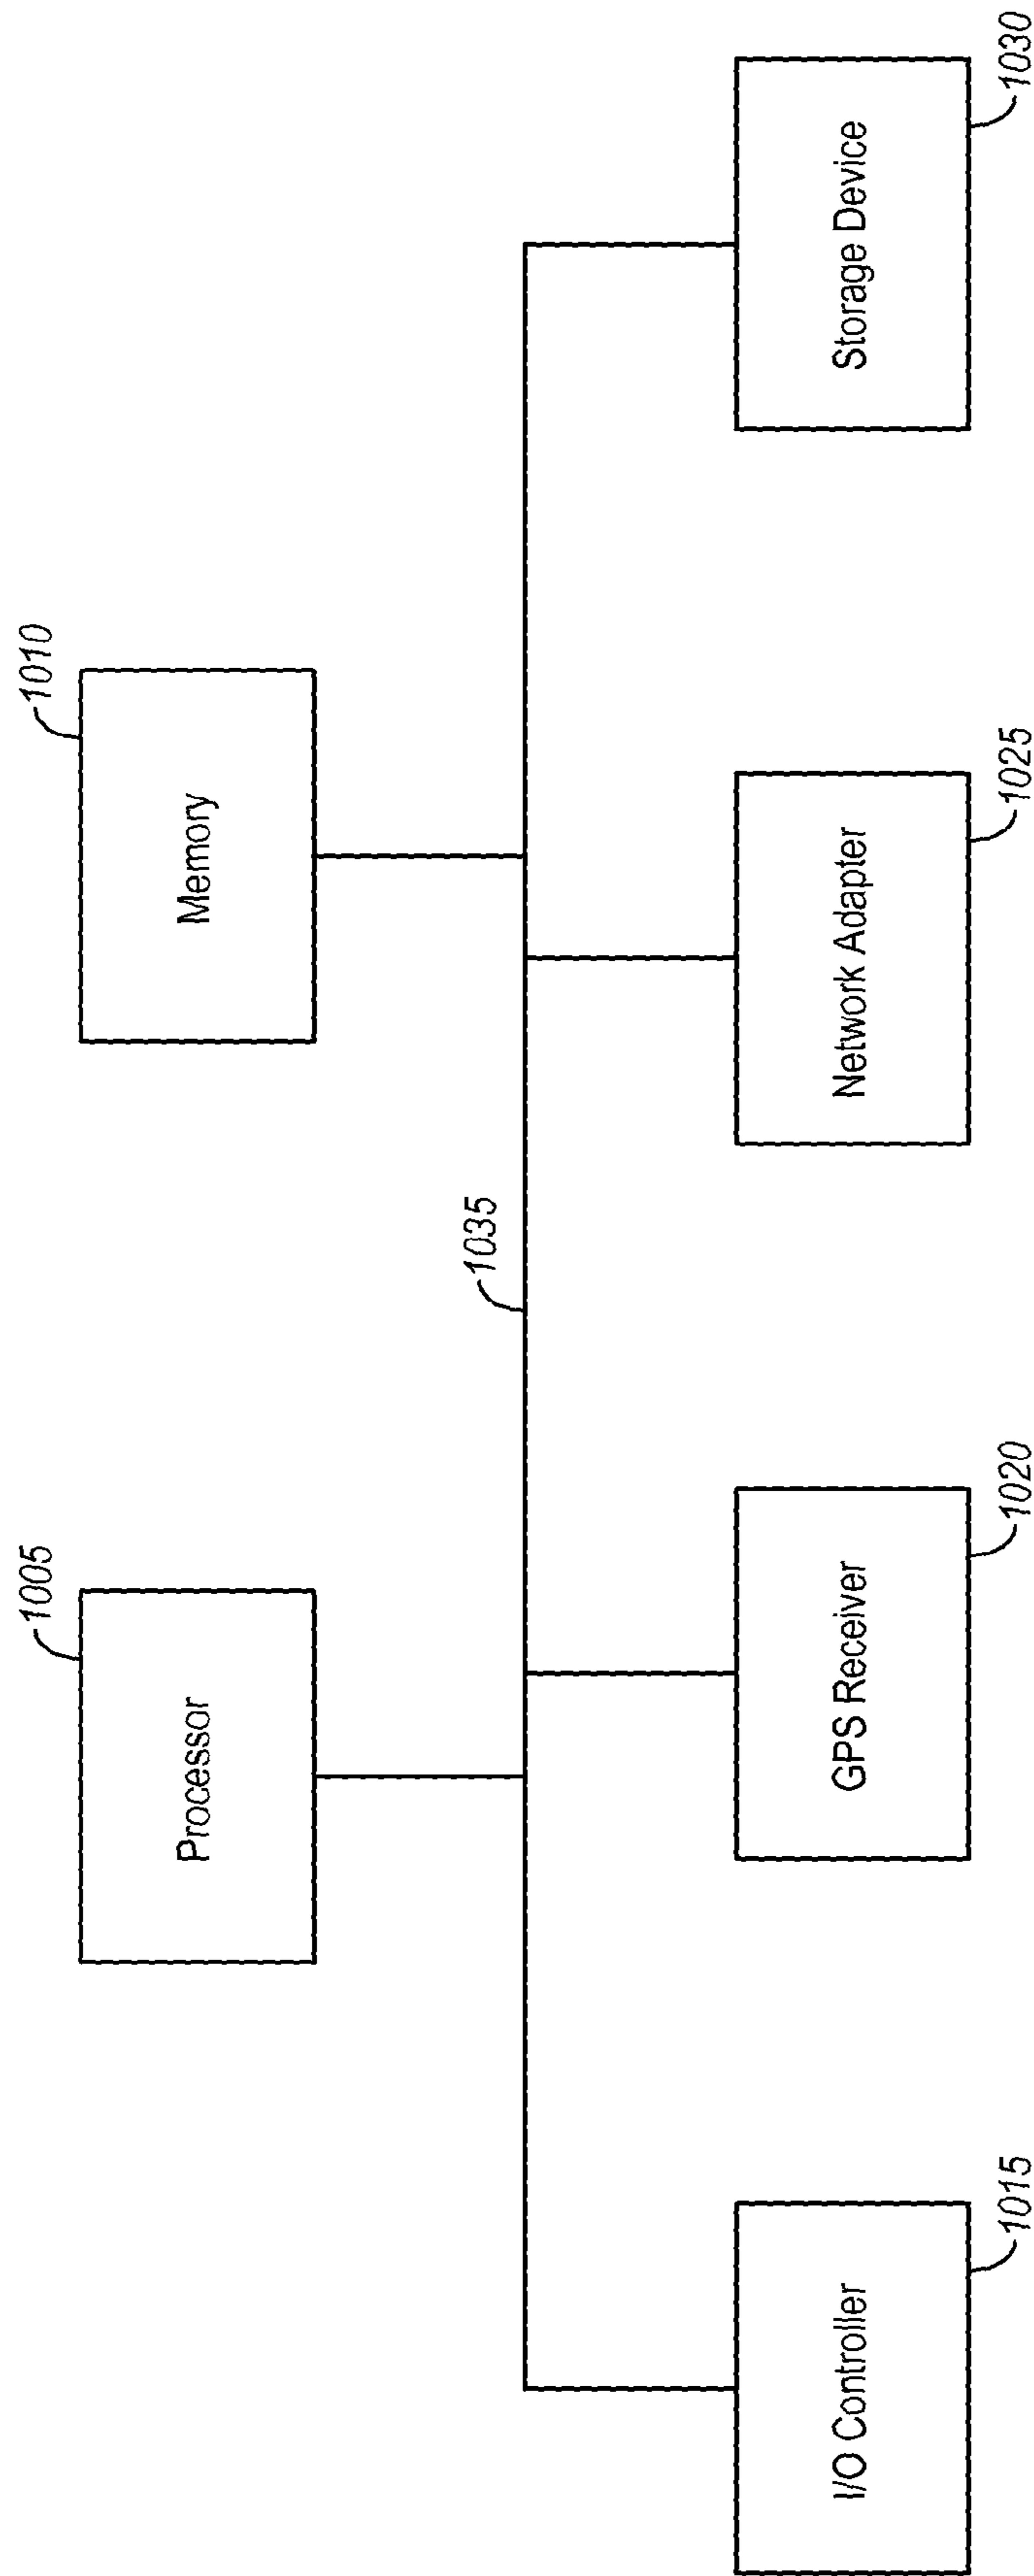 1005
Processor
1010
Memory
1035
I/O Controller
1015
GPS Receiver
1020
Network Adapter
1025
Storage Device
1030